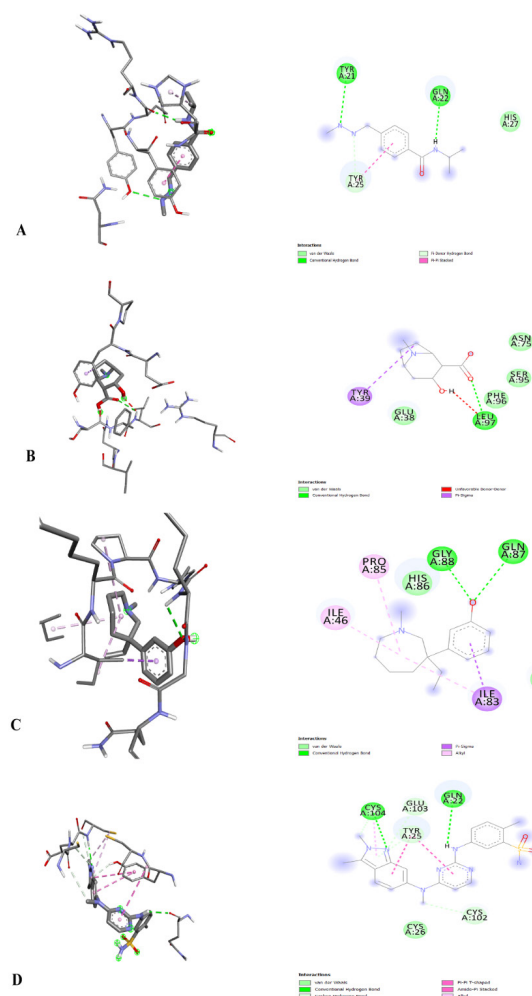 TYR
A:21
GLN
A:22
HIS
A:27
TYR
A:25
N
N
N
H
O
A
Interactions
van der Waals
Conventional Hydrogen Bond
Pi-Donor Hydrogen Bond
Pi-Pi Stacked
ASN
A:75
SER
A:95
PHE
A:96
LEU
A:97
TYR
A:39
GLU
A:38
N
O
O
O
H
B
Interactions
van der Waals
Conventional Hydrogen Bond
Unfavorable Donor-Donor
Pi-Sigma
PRO
A:85
GLY
A:88
GLN
A:87
HIS
A:86
ILE
A:46
ILE
A:83
N
O
C
Interactions
van der Waals
Conventional Hydrogen Bond
Pi-Sigma
Alkyl
CYS
A:104
GLU
A:103
GLN
A:22
TYR
A:25
CYS
A:102
CYS
A:26
H
N
N
N
O
D
Interactions
van der Waals
Conventional Hydrogen Bond
Carbon Hydrogen Bond
Pi-Pi T-shaped
Amide-Pi Stacked
Alkyl